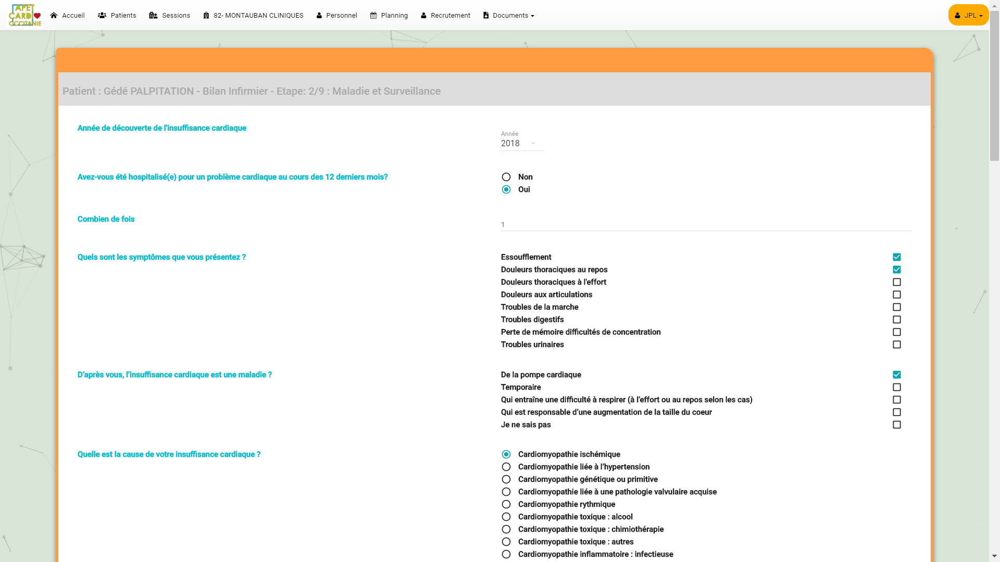 APET
CARDI
OCCITANIE
Accueil
Patients
Sessions
82- MONTAUBAN CLINIQUES
Personnel
Planning
Recrutement
Documents
JPL
Patient : Gédé PALPITATION - Bilan Infirmier - Etape: 2/9 : Maladie et Surveillance
Année de découverte de l'insuffisance cardiaque
Année
2018
Avez-vous été hospitalisé(e) pour un problème cardiaque au cours des 12 derniers mois?
Non
Oui
Combien de fois
1
Quels sont les symptômes que vous présentez ?
Essoufflement
Douleurs thoraciques au repos
Douleurs thoraciques à l'effort
Douleurs aux articulations
Troubles de la marche
Troubles digestifs
Perte de mémoire difficultés de concentration
Troubles urinaires
D’après vous, l’insuffisance cardiaque est une maladie ?
De la pompe cardiaque
Temporaire
Qui entraîne une difficulté à respirer (à l’effort ou au repos selon les cas)
Qui est responsable d’une augmentation de la taille du coeur
Je ne sais pas
Quelle est la cause de votre insuffisance cardiaque ?
Cardiomyopathie ischémique
Cardiomyopathie liée à l’hypertension
Cardiomyopathie génétique ou primitive
Cardiomyopathie liée à une pathologie valvulaire acquise
Cardiomyopathie rythmique
Cardiomyopathie toxique : alcool
Cardiomyopathie toxique : chimiothérapie
Cardiomyopathie toxique : autres
Cardiomyopathie inflammatoire : infectieuse